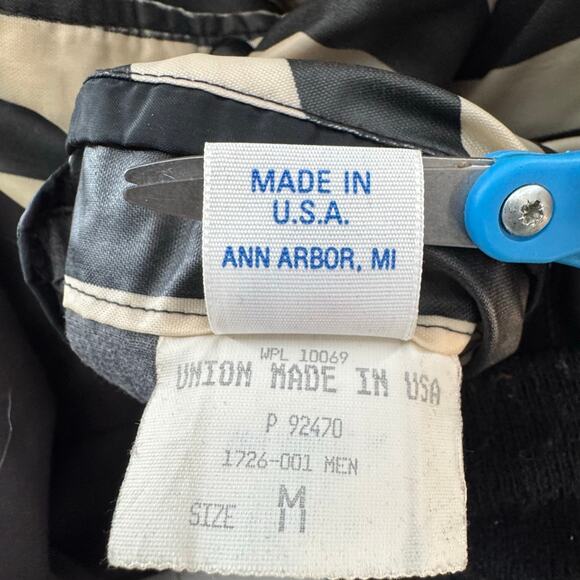 MADE IN
U.S.A.
ANN ARBOR, MI
WPL 10069
UNION MADE IN USA
P 92470
1726-001 MEN
SIZE M